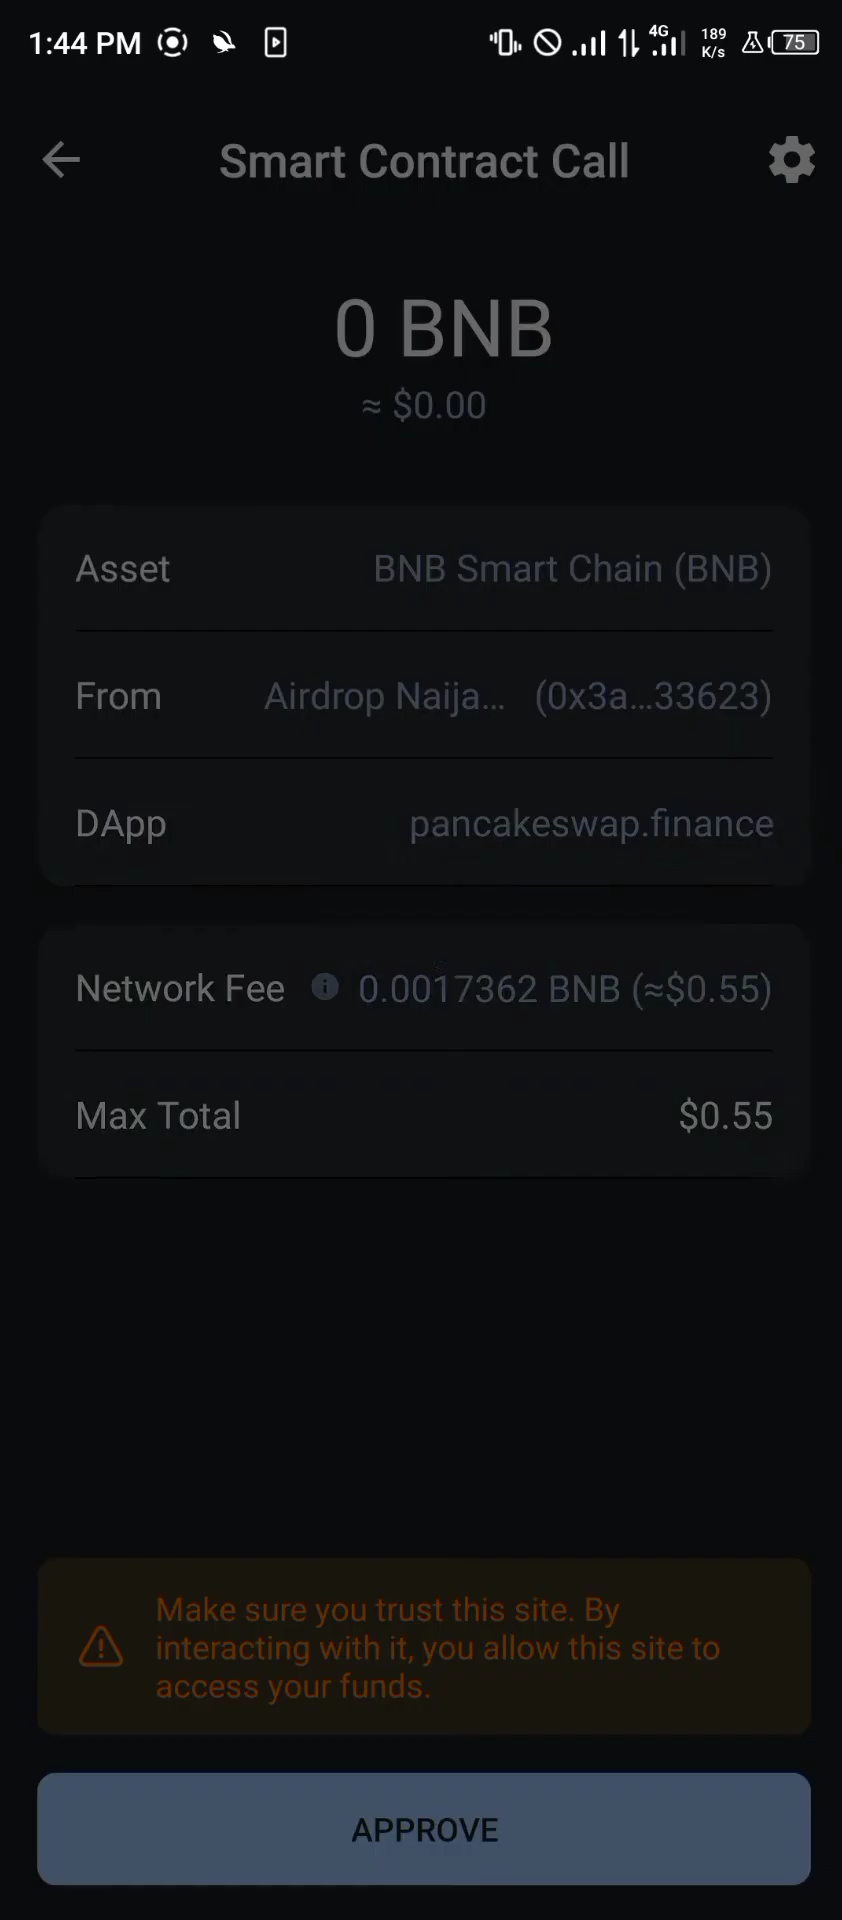 1:44 PM 4G 189 K/s 75
Smart Contract Call
0 BNB
≈ $0.00
Asset BNB Smart Chain (BNB)
From Airdrop Naija... (0x3a...33623)
DApp pancakeswap.finance
Network Fee 0.0017362 BNB (≈$0.55)
Max Total $0.55
Make sure you trust this site. By
interacting with it, you allow this site to
access your funds.
APPROVE